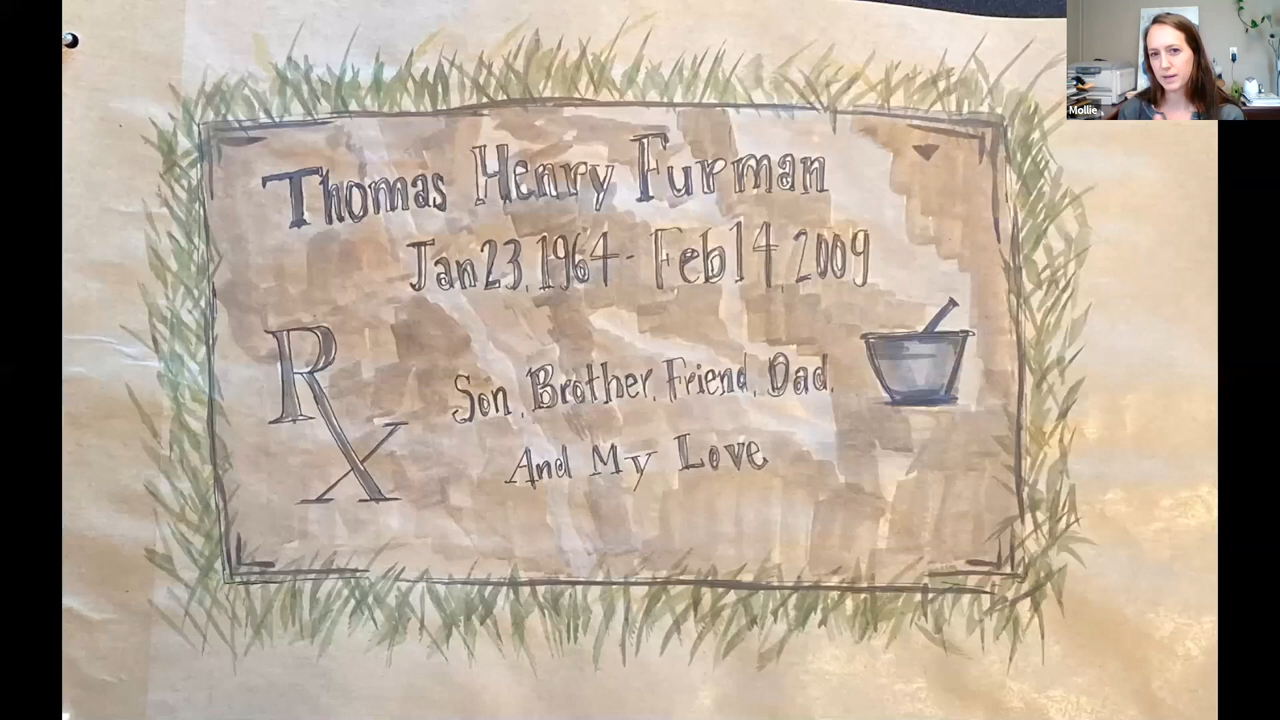 Mollie
Thomas Henry Furman
Jan 23, 1964 - Feb 14, 2009
Rx
Son, Brother, Friend, Dad,
And My Love